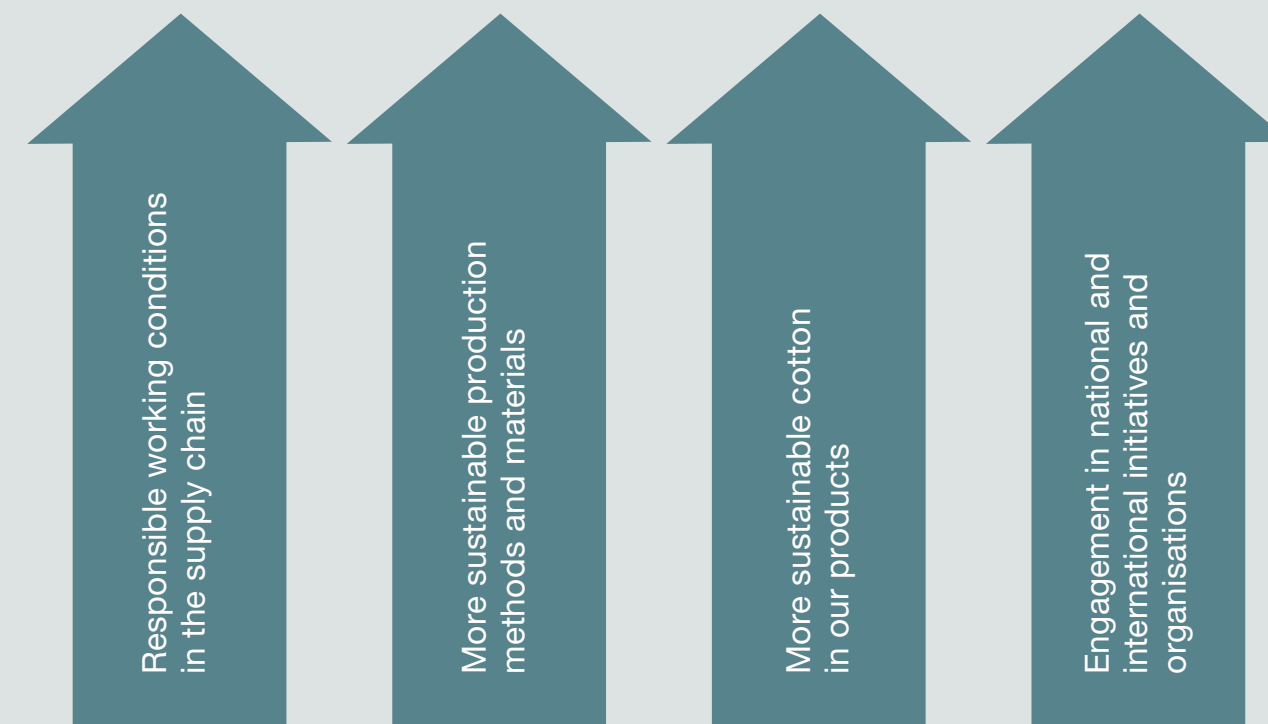 Responsible working conditions
in the supply chain
More sustainable production
methods and materials
More sustainable cotton
in our products
Engagement in national and
international initiatives and
organisations